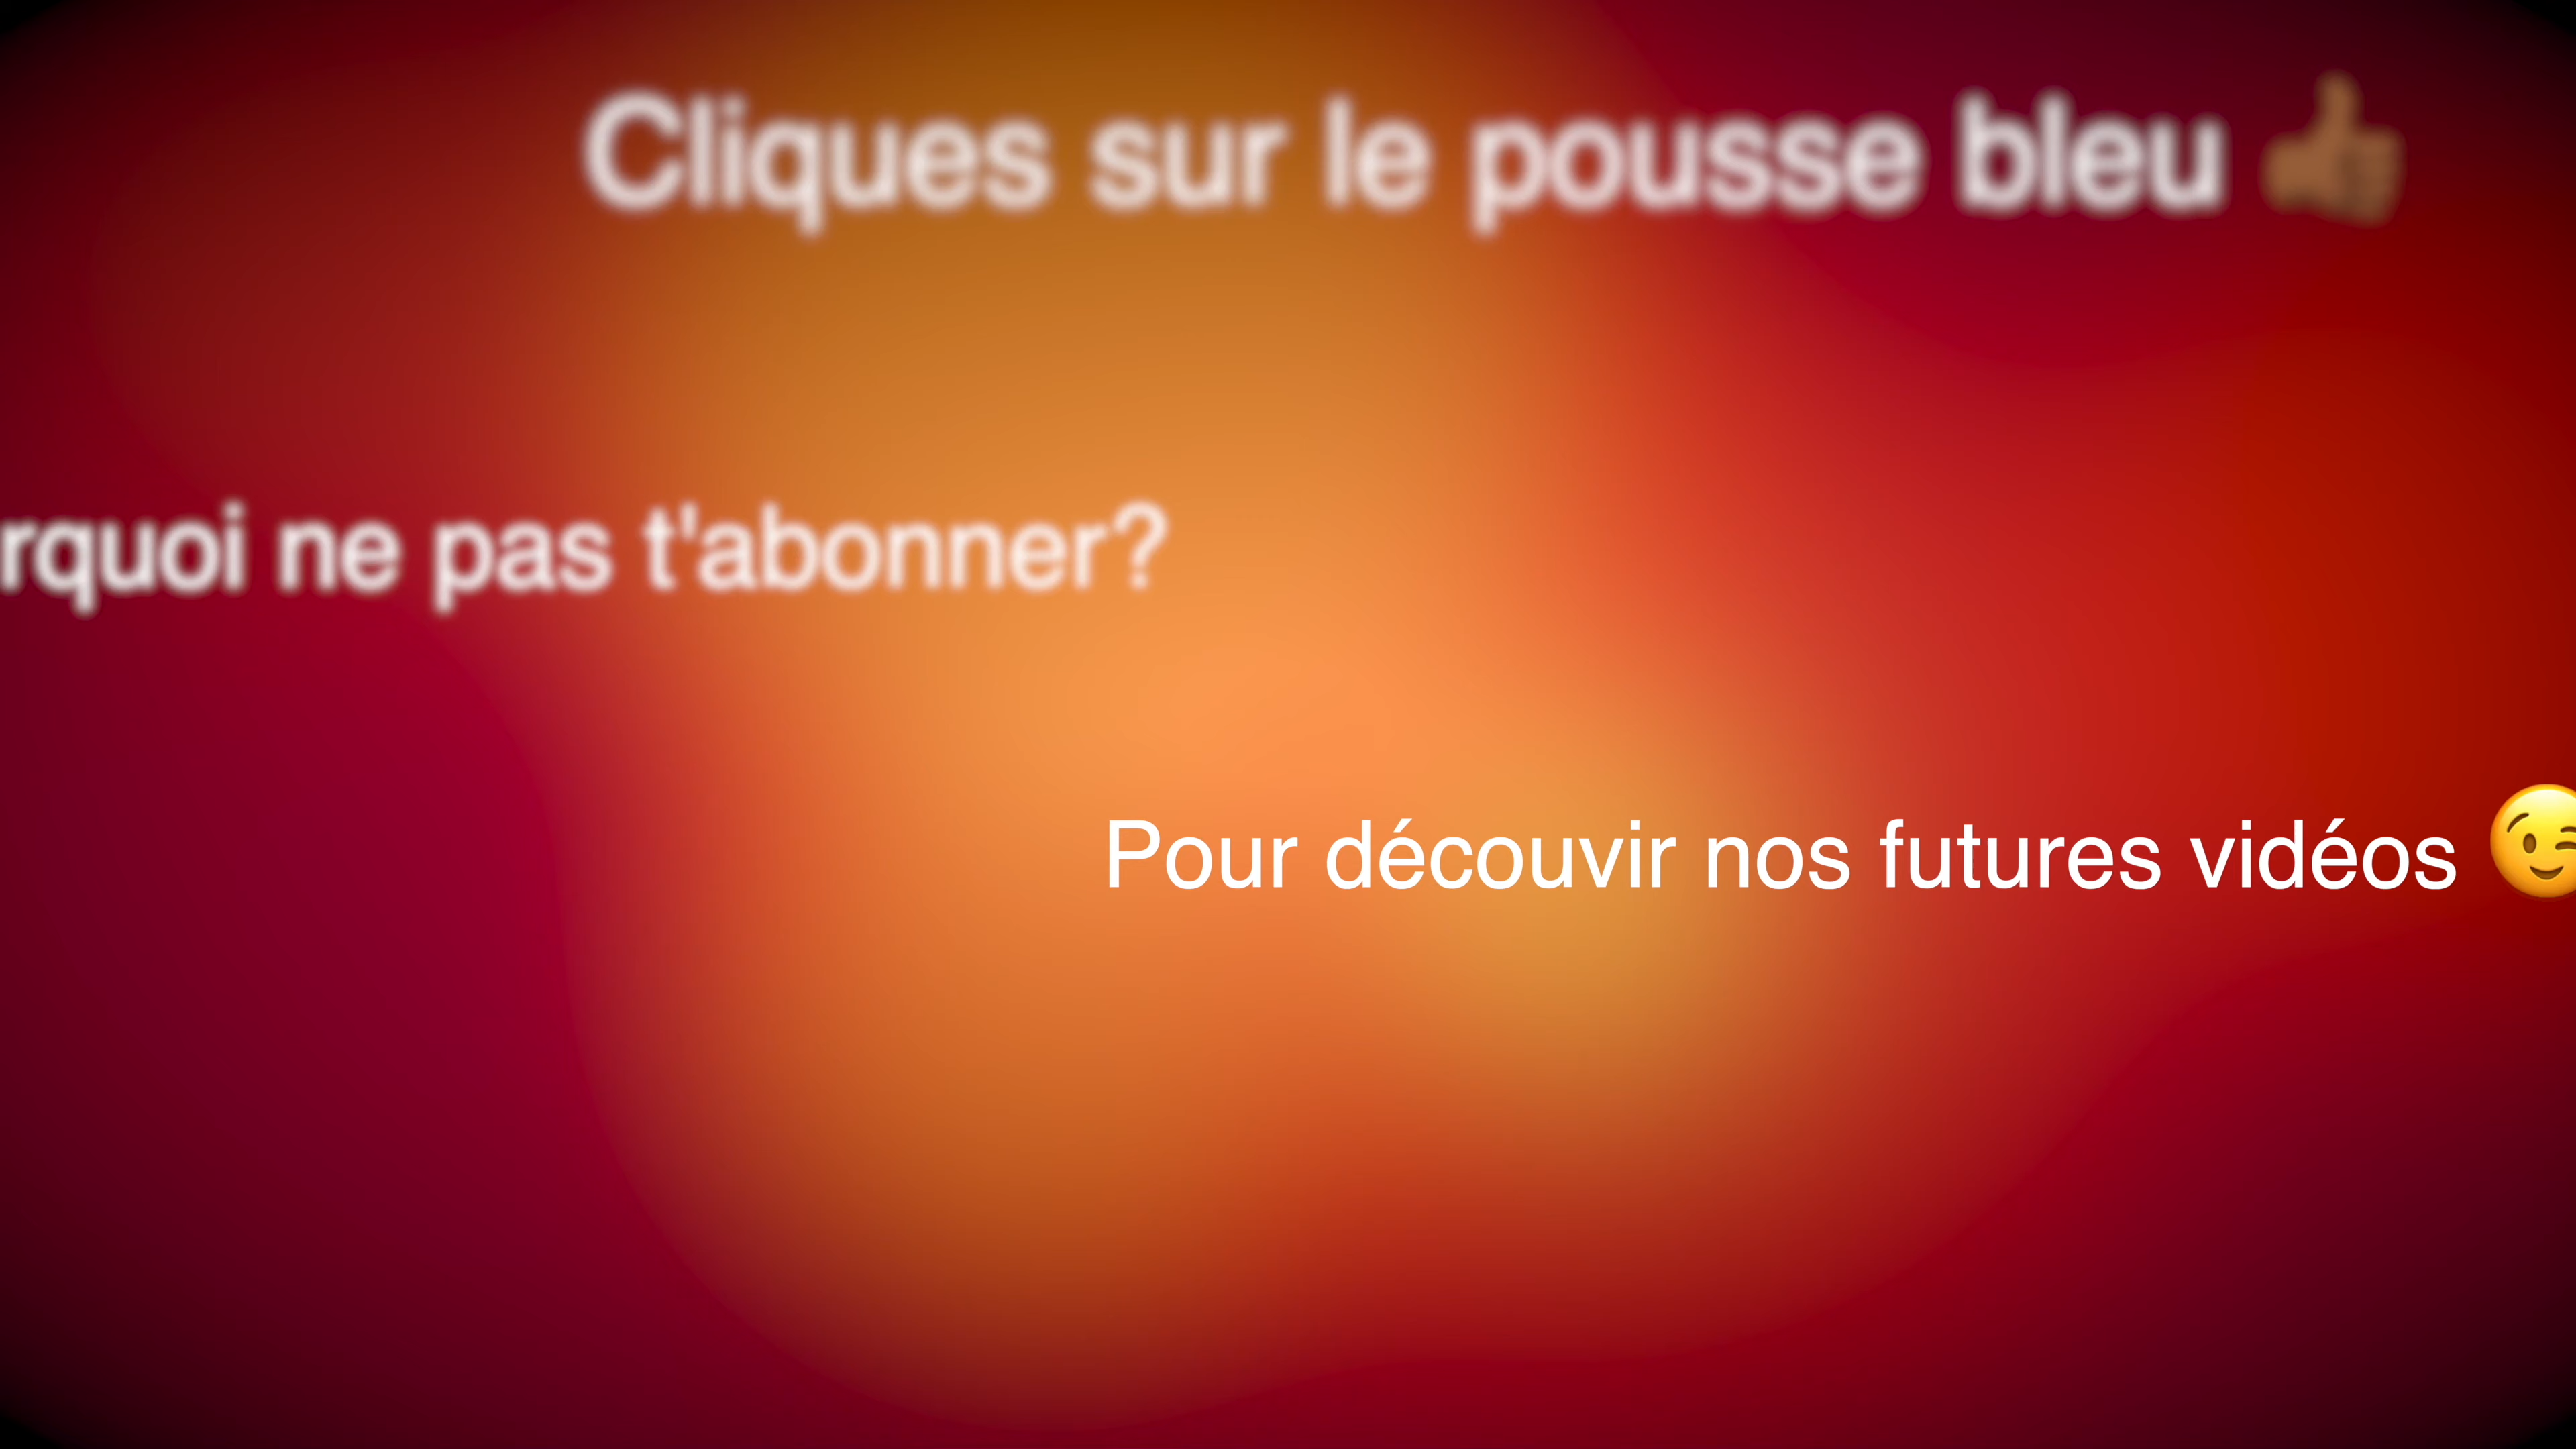 Cliques sur le pousse bleu 👍🏾
rquoi ne pas t'abonner?
Pour découvir nos futures vidéos 😉